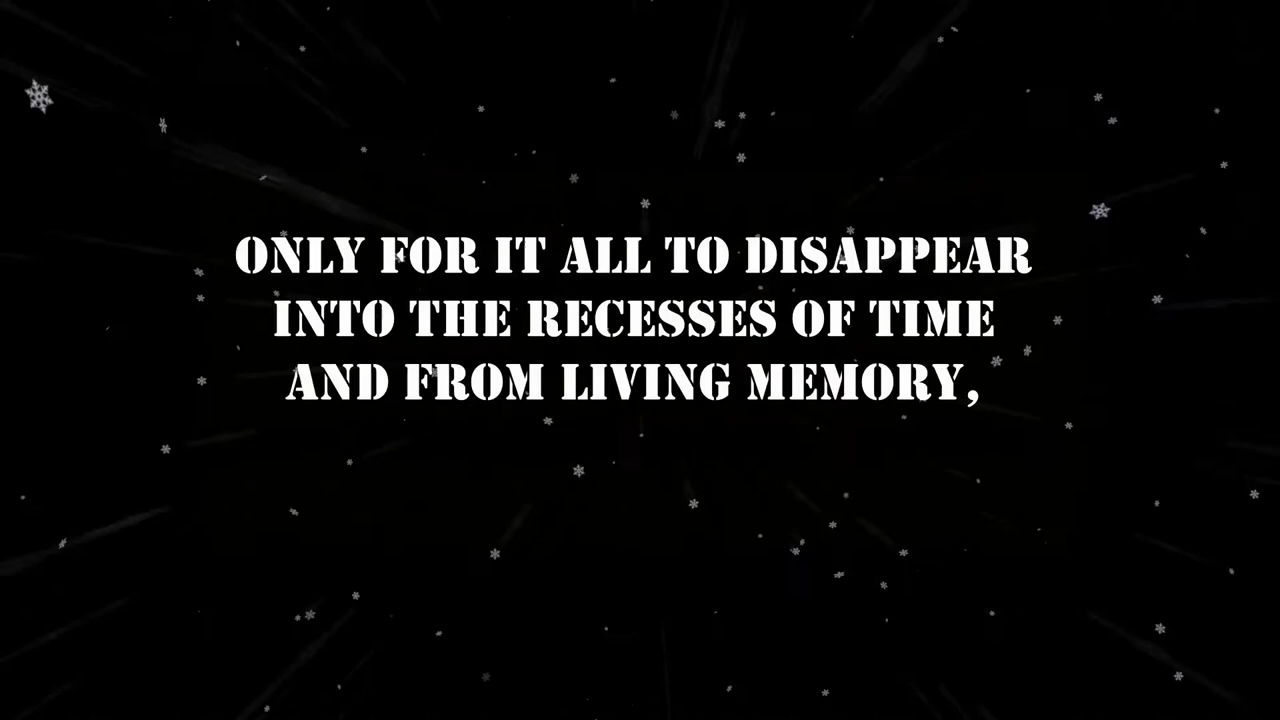 ONLY FOR IT ALL TO DISAPPEAR
INTO THE RECESSES OF TIME
AND FROM LIVING MEMORY,